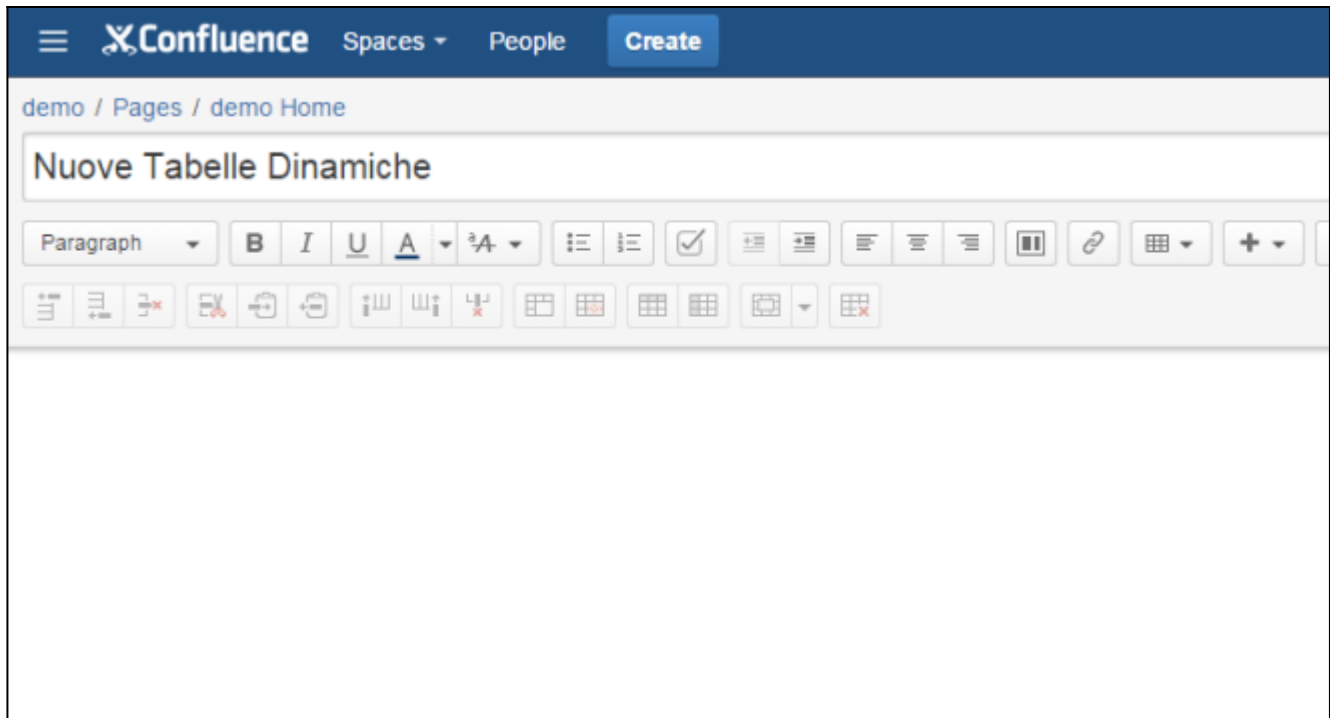 Confluence Spaces People Create
demo / Pages / demo Home
Nuove Tabelle Dinamiche
Paragraph B I U A A